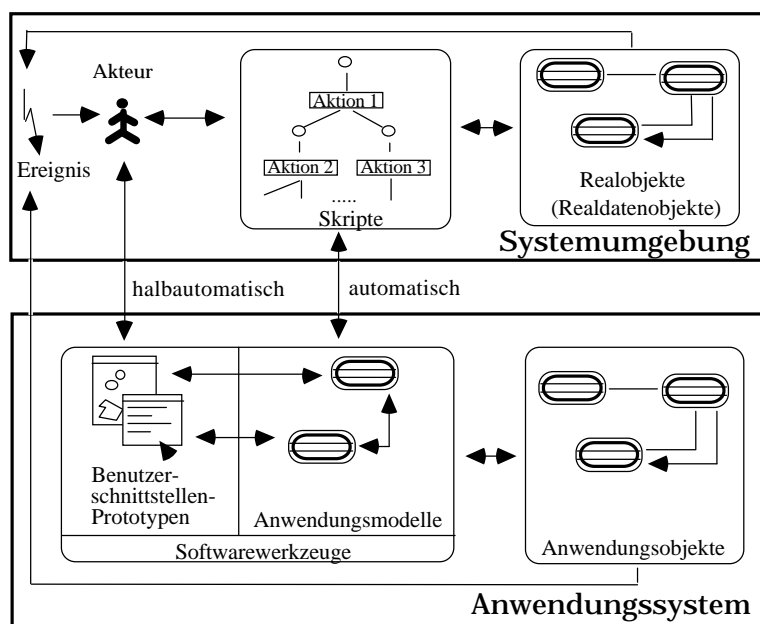 Akteur
Aktion 1
Ereignis
Aktion 2
Aktion 3
.....
Skripte
Realobjekte
(Realdatenobjekte)
Systemumgebung
halbautomatisch
automatisch
Benutzer-
schnittstellen-
Prototypen
Anwendungsmodelle
Softwarewerkzeuge
Anwendungsobjekte
Anwendungssystem